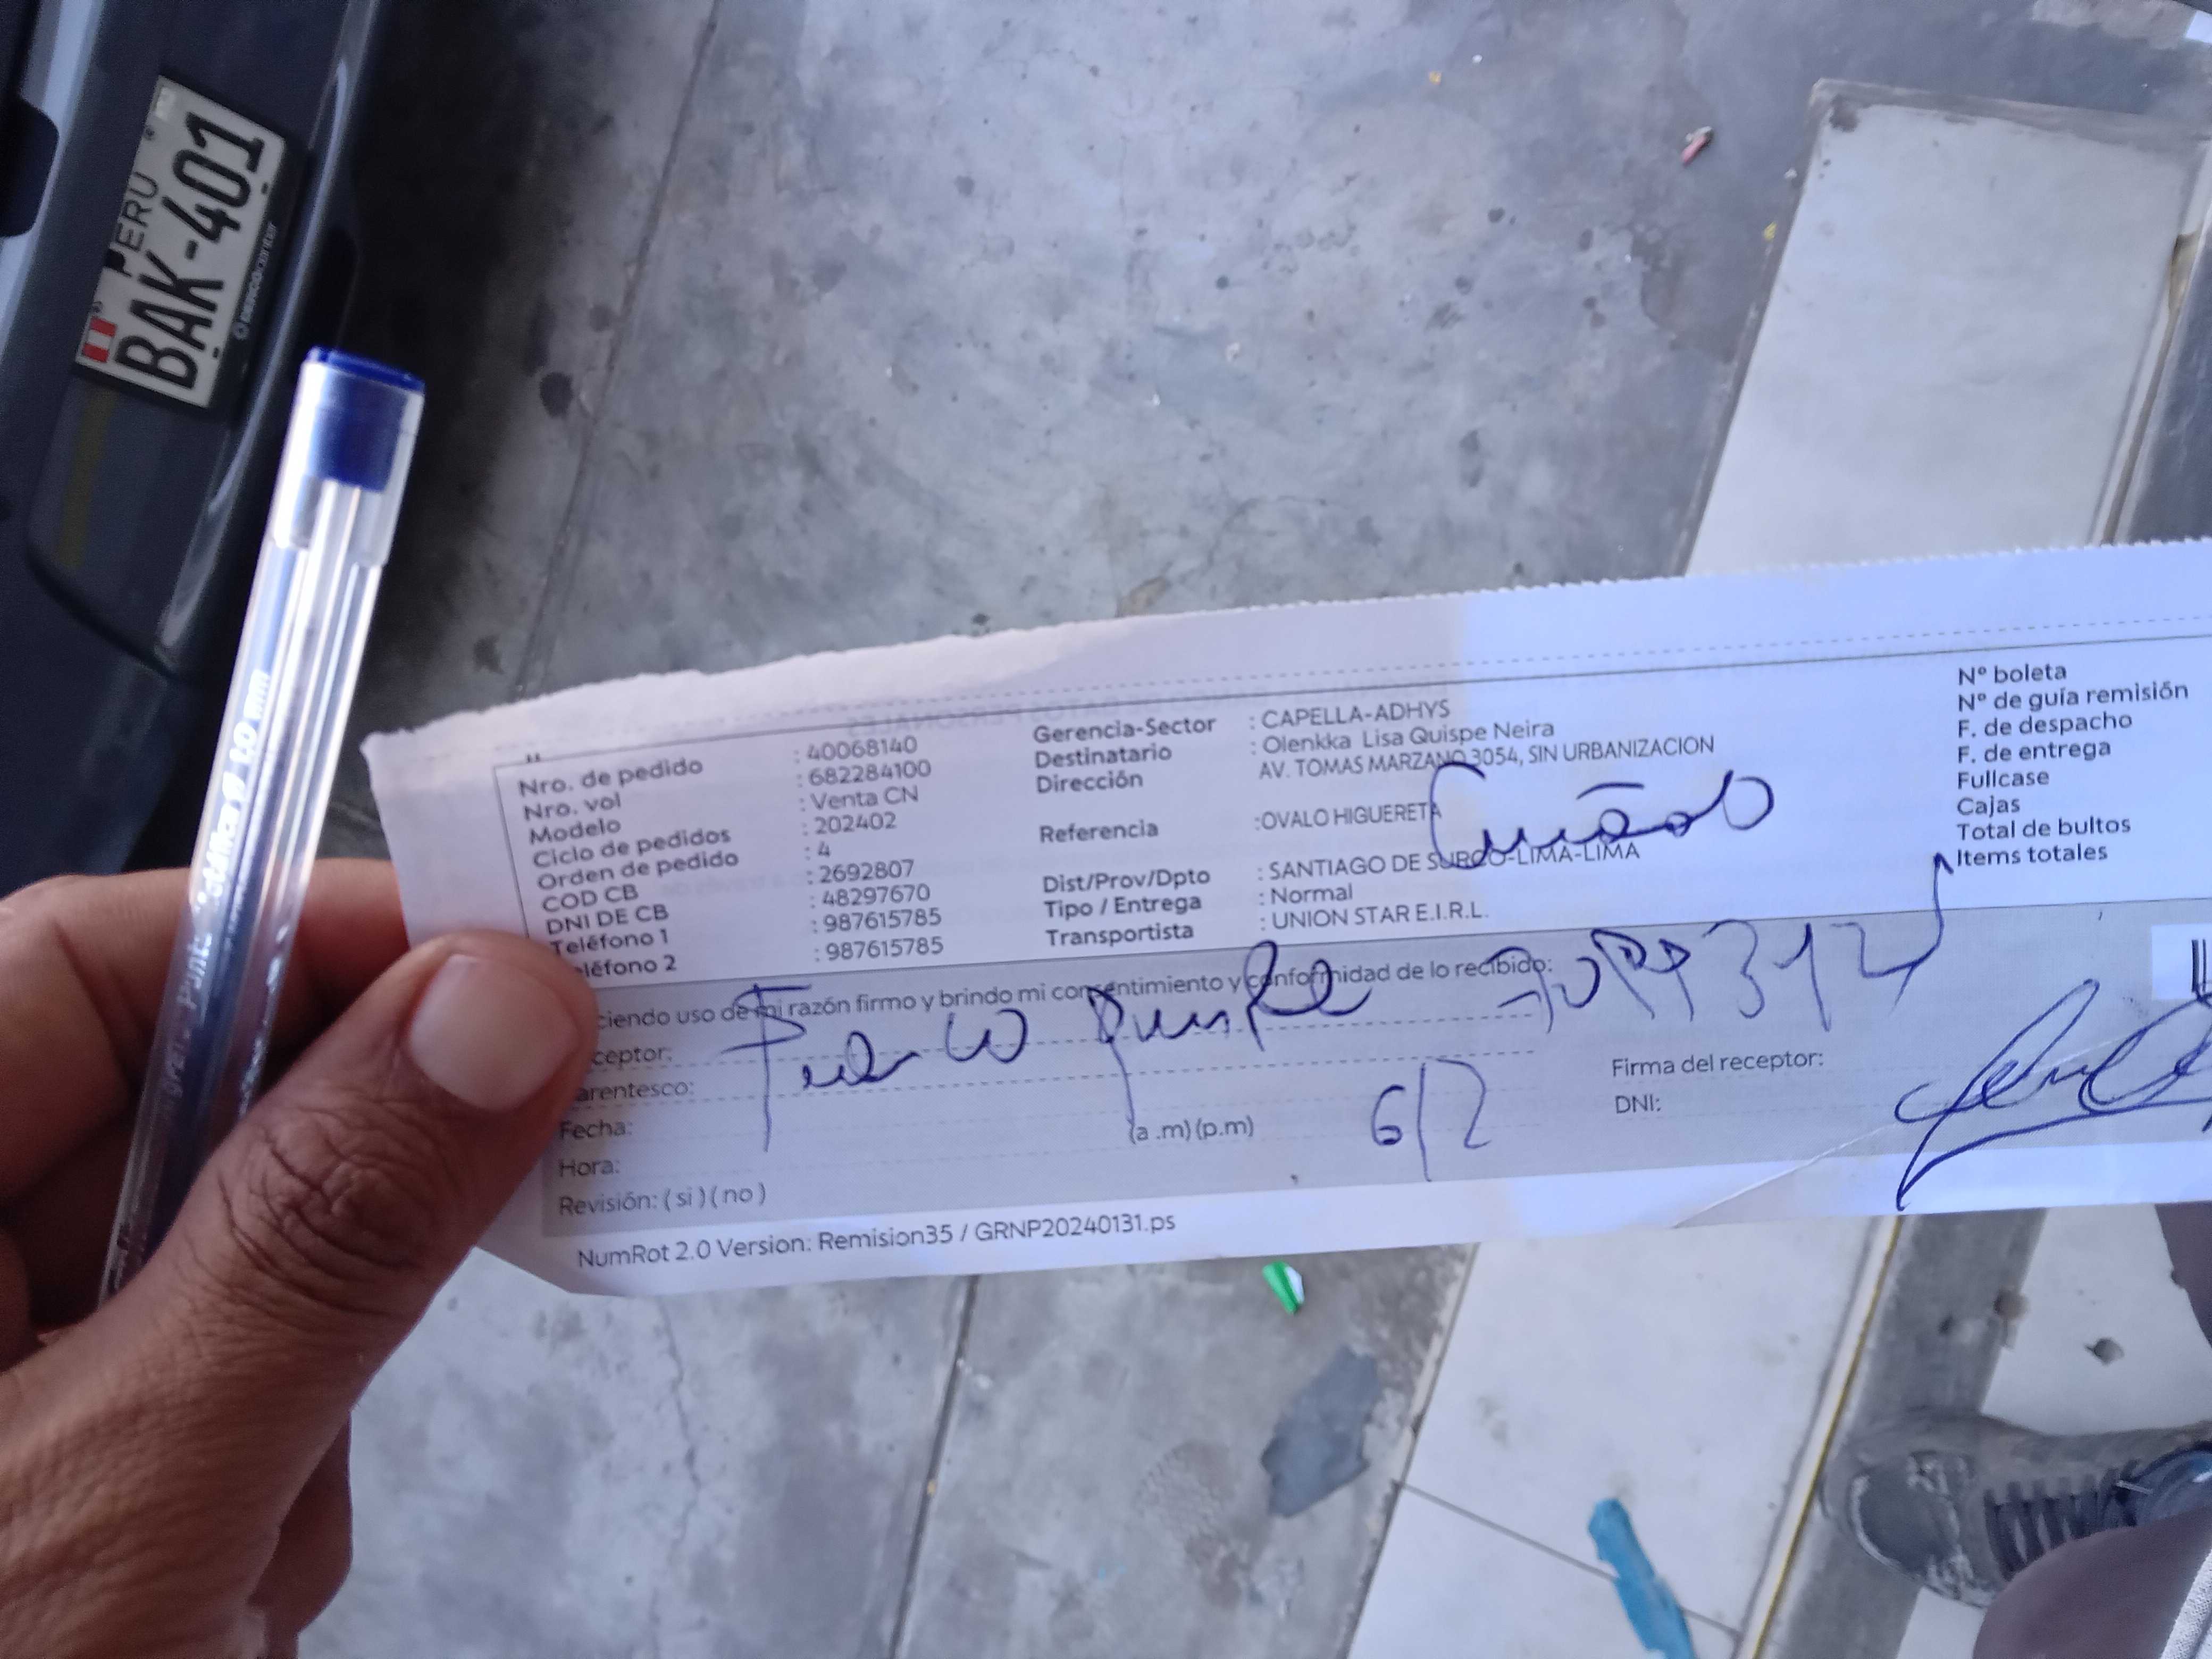 PERU
BAK-401
1.0 mm
Nro. de pedido : 40068140
Nro. vol : 682284100
Modelo : Venta CN
Ciclo de pedidos : 202402
Orden de pedido : 4
COD CB : 2692807
DNI DE CB : 48297670
Teléfono 1 : 987615785
léfono 2 : 987615785
Gerencia-Sector : CAPELLA-ADHYS
Destinatario : Olenkka Lisa Quispe Neira
Dirección AV. TOMAS MARZANO 3054, SIN URBANIZACION
Referencia :OVALO HIGUERETA
Dist/Prov/Dpto : SANTIAGO DE SURCO-LIMA-LIMA
Tipo / Entrega : Normal
Transportista : UNION STAR E.I.R.L.
N° boleta
N° de guía remisión
F. de despacho
F. de entrega
Fullcase
Cajas
Total de bultos
Items totales
ciendo uso de mi razón firmo y brindo mi consentimiento y conformidad de lo recibido:
ceptor:
arentesco:
Fecha: 6/2
Hora: (a .m) (p.m)
Revisión: ( si ) ( no )
Firma del receptor:
DNI:
NumRot 2.0 Version: Remision35 / GRNP20240131.ps